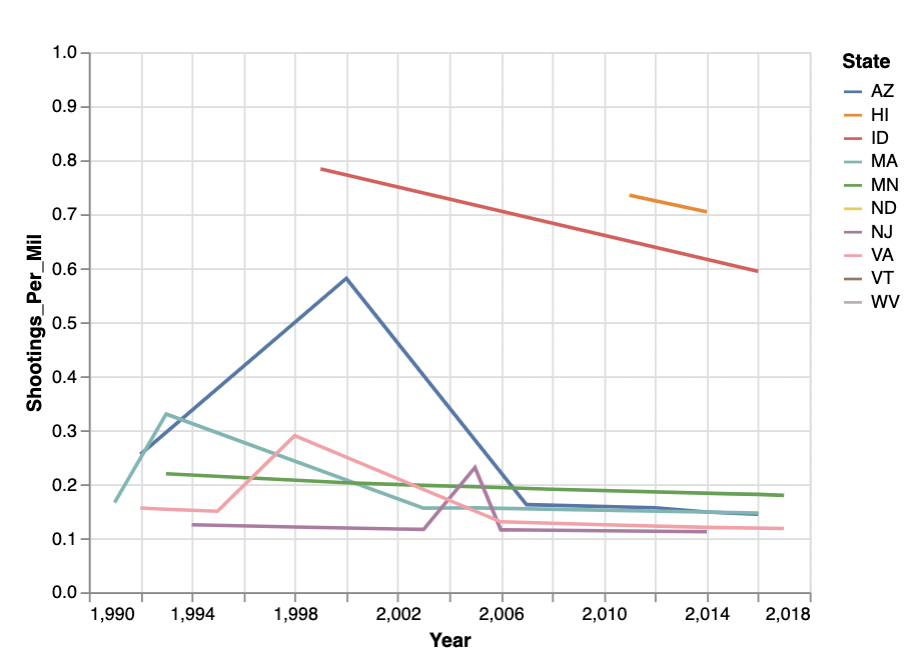 1.0
0.9
0.8
0.7
0.6
0.5
0.4
0.3
0.2
0.1
0.0
Shootings_Per_Mil
1,990 1,994 1,998 2,002 2,006 2,010 2,014 2,018
Year
State
AZ
HI
ID
MA
MN
ND
NJ
VA
VT
WV